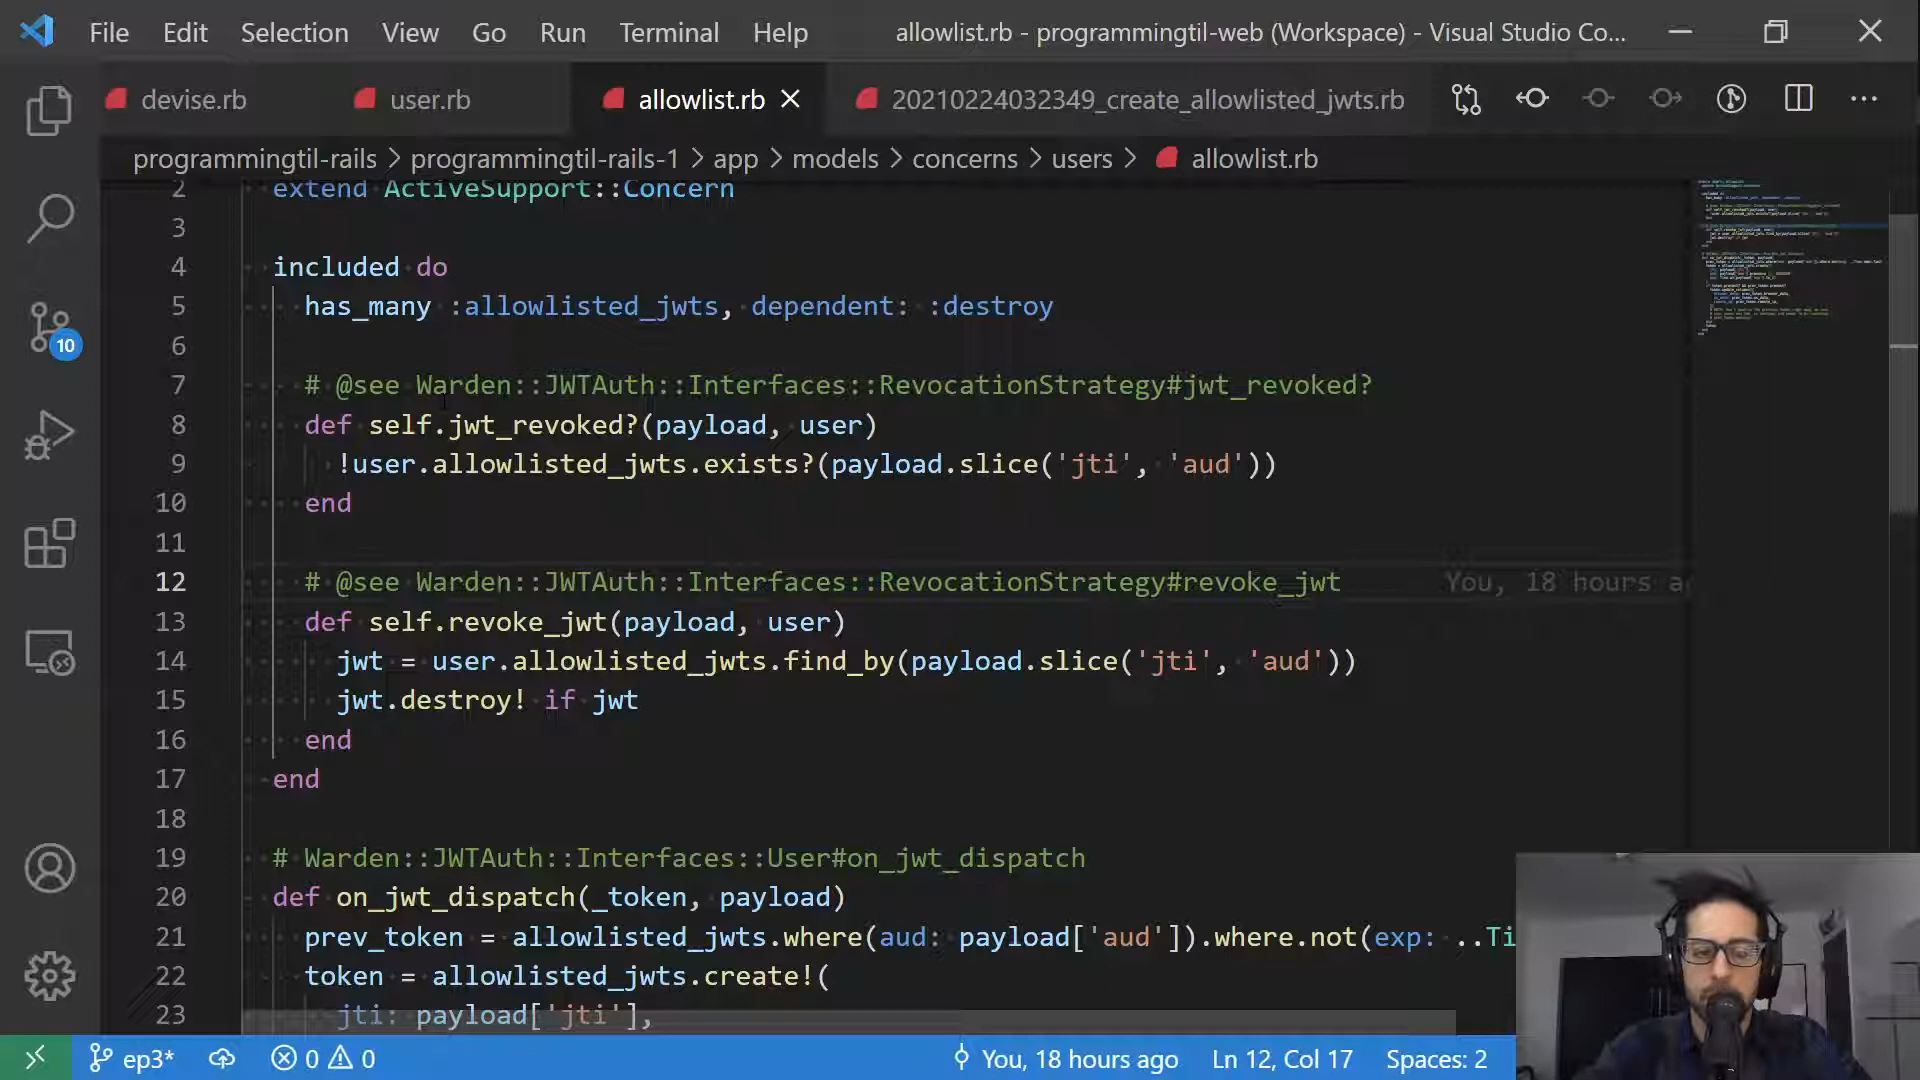 File Edit Selection View Go Run Terminal Help allowlist.rb - programmingtil-web (Workspace) - Visual Studio Co...
devise.rb user.rb allowlist.rb 20210224032349_create_allowlisted_jwts.rb
programmingtil-rails > programmingtil-rails-1 > app > models > concerns > users > allowlist.rb
2 extend ActiveSupport::Concern
3
4 included do
5 has_many :allowlisted_jwts, dependent: :destroy
6
7 # @see Warden::JWTAuth::Interfaces::RevocationStrategy#jwt_revoked?
8 def self.jwt_revoked?(payload, user)
9 !user.allowlisted_jwts.exists?(payload.slice('jti', 'aud'))
10 end
11
12 # @see Warden::JWTAuth::Interfaces::RevocationStrategy#revoke_jwt You, 18 hours a
13 def self.revoke_jwt(payload, user)
14 jwt = user.allowlisted_jwts.find_by(payload.slice('jti', 'aud'))
15 jwt.destroy! if jwt
16 end
17 end
18
19 # Warden::JWTAuth::Interfaces::User#on_jwt_dispatch
20 def on_jwt_dispatch(_token, payload)
21 prev_token = allowlisted_jwts.where(aud: payload['aud']).where.not(exp: ..Ti
22 token = allowlisted_jwts.create!(
23 jti: payload['jti'],
10
ep3* 0 0 You, 18 hours ago Ln 12, Col 17 Spaces: 2